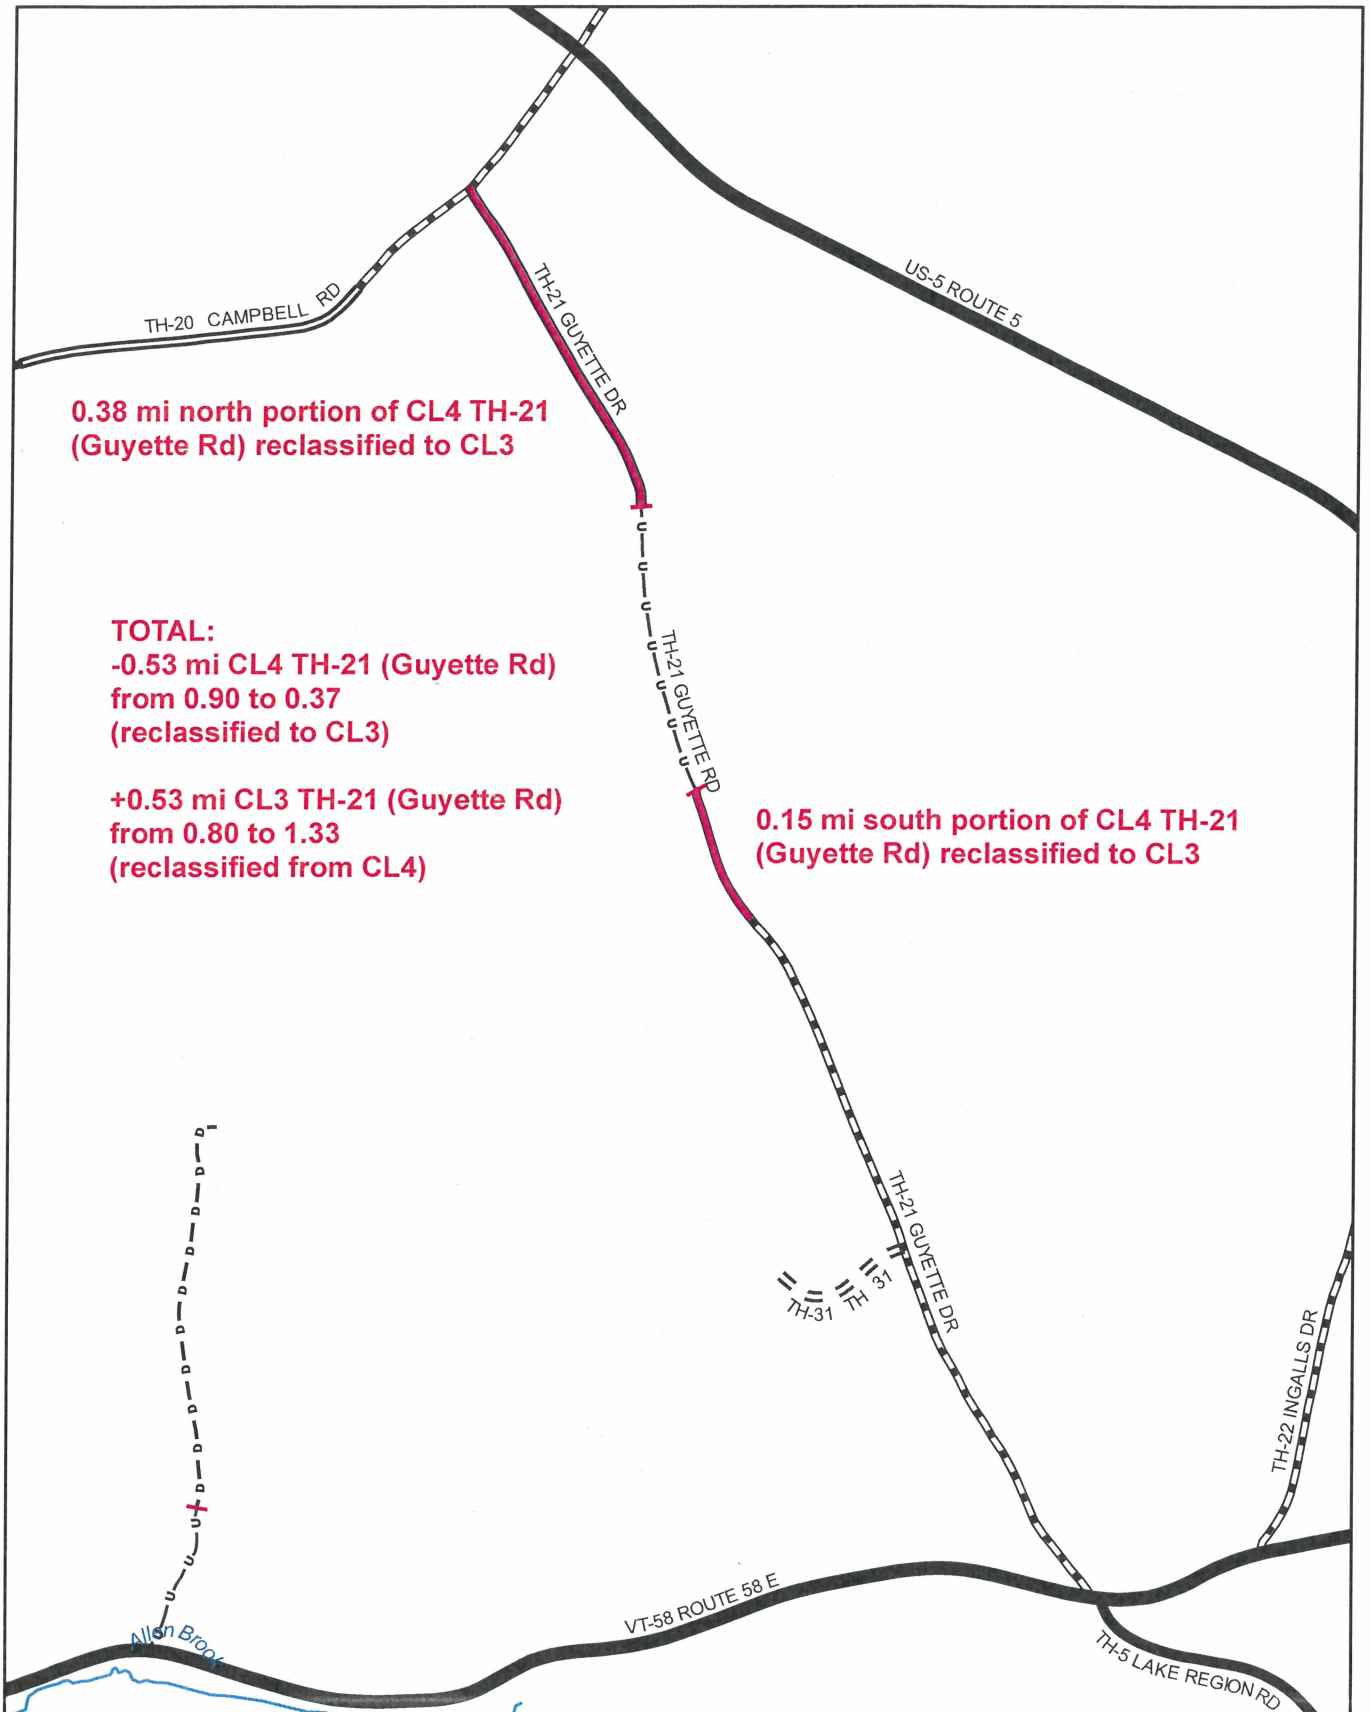 US-5 ROUTE 5
TH-20 CAMPBELL RD
TH-21 GUYETTE DR
0.38 mi north portion of CL4 TH-21
(Guyette Rd) reclassified to CL3
U
U
U
U
U
U
U
TH-21 GUYETTE RD
TOTAL:
-0.53 mi CL4 TH-21 (Guyette Rd)
from 0.90 to 0.37
(reclassified to CL3)
+0.53 mi CL3 TH-21 (Guyette Rd)
from 0.80 to 1.33
(reclassified from CL4)
0.15 mi south portion of CL4 TH-21
(Guyette Rd) reclassified to CL3
D
D
D
D
D
D
D
D
D
D
U
U
U
U
TH-21 GUYETTE DR
TH-31
TH 31
TH-22 INGALLS DR
VT-58 ROUTE 58 E
Allen Brook
TH-5 LAKE REGION RD